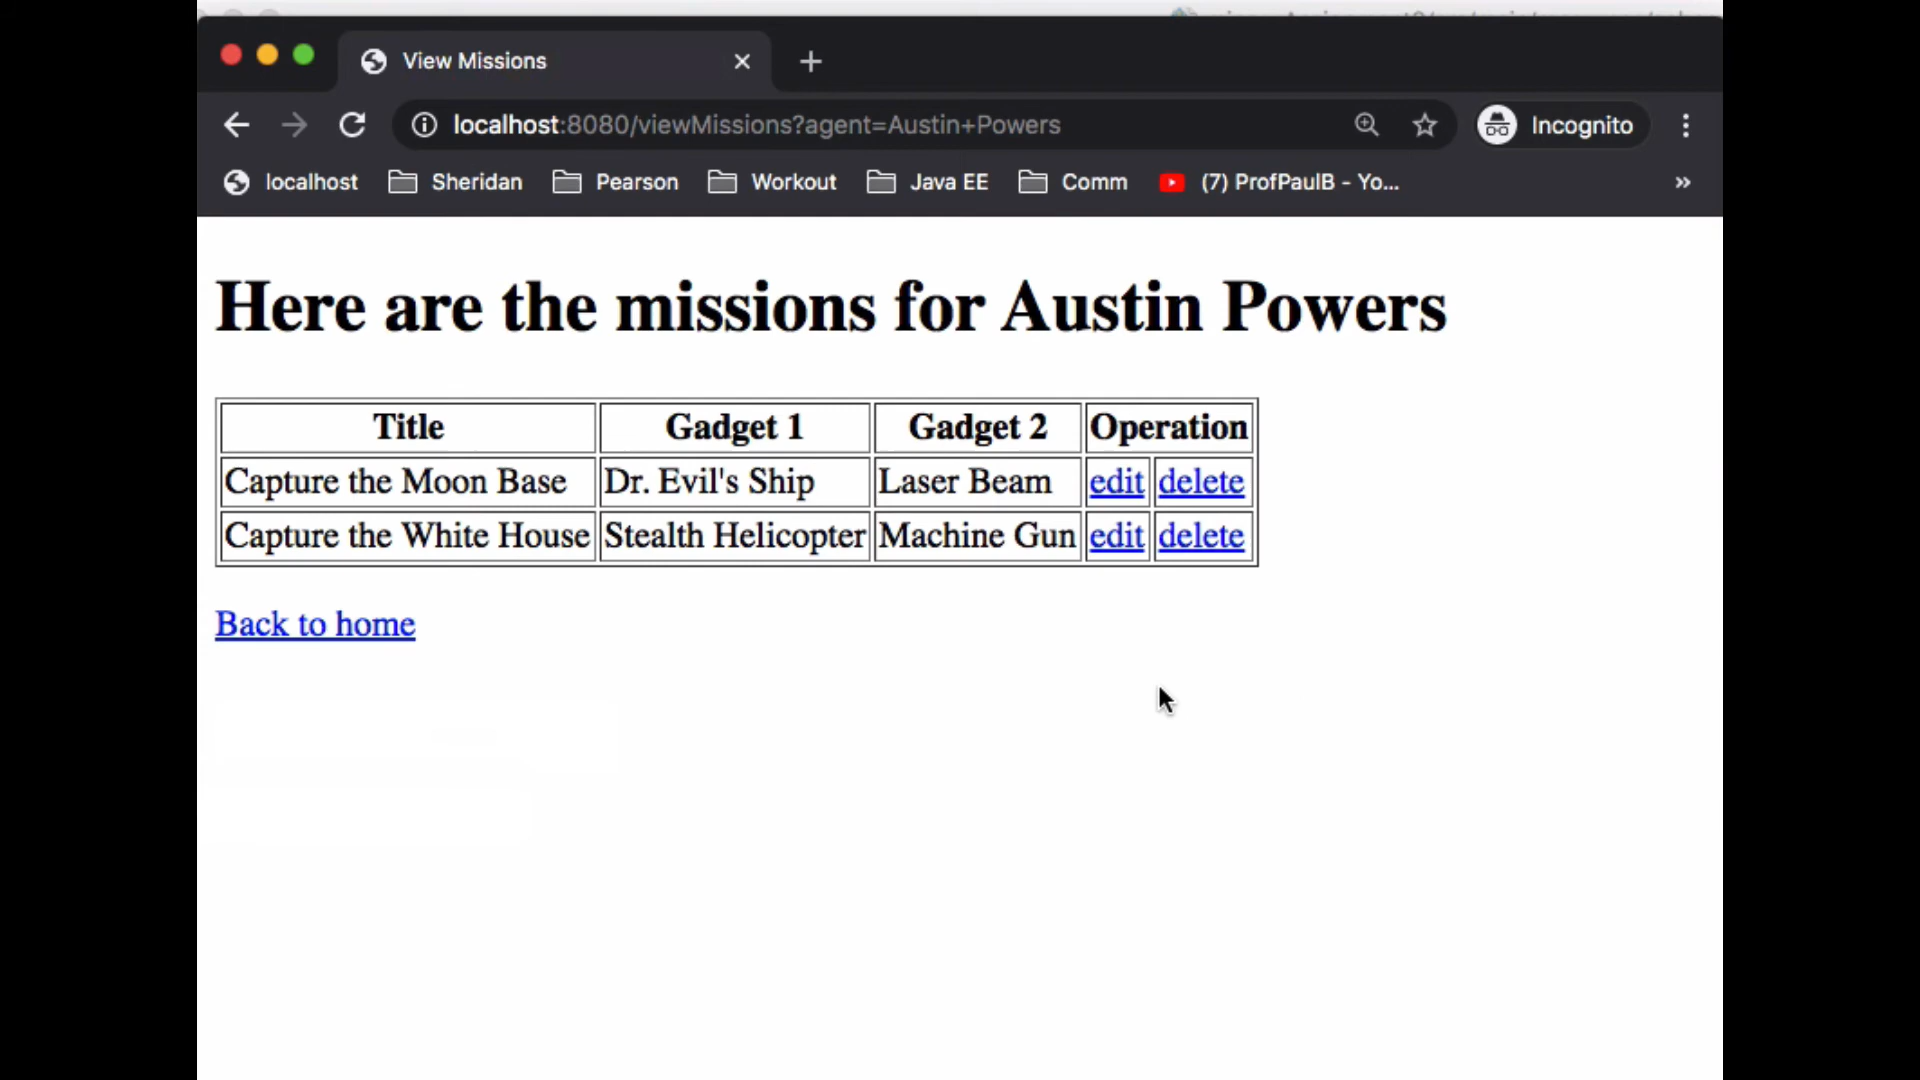 View Missions
localhost:8080/viewMissions?agent=Austin+Powers
Incognito
localhost Sheridan Pearson Workout Java EE Comm (7) ProfPaulB - Yo... »
Here are the missions for Austin Powers
Title Gadget 1 Gadget 2 Operation
Capture the Moon Base Dr. Evil's Ship Laser Beam edit delete
Capture the White House Stealth Helicopter Machine Gun edit delete
Back to home